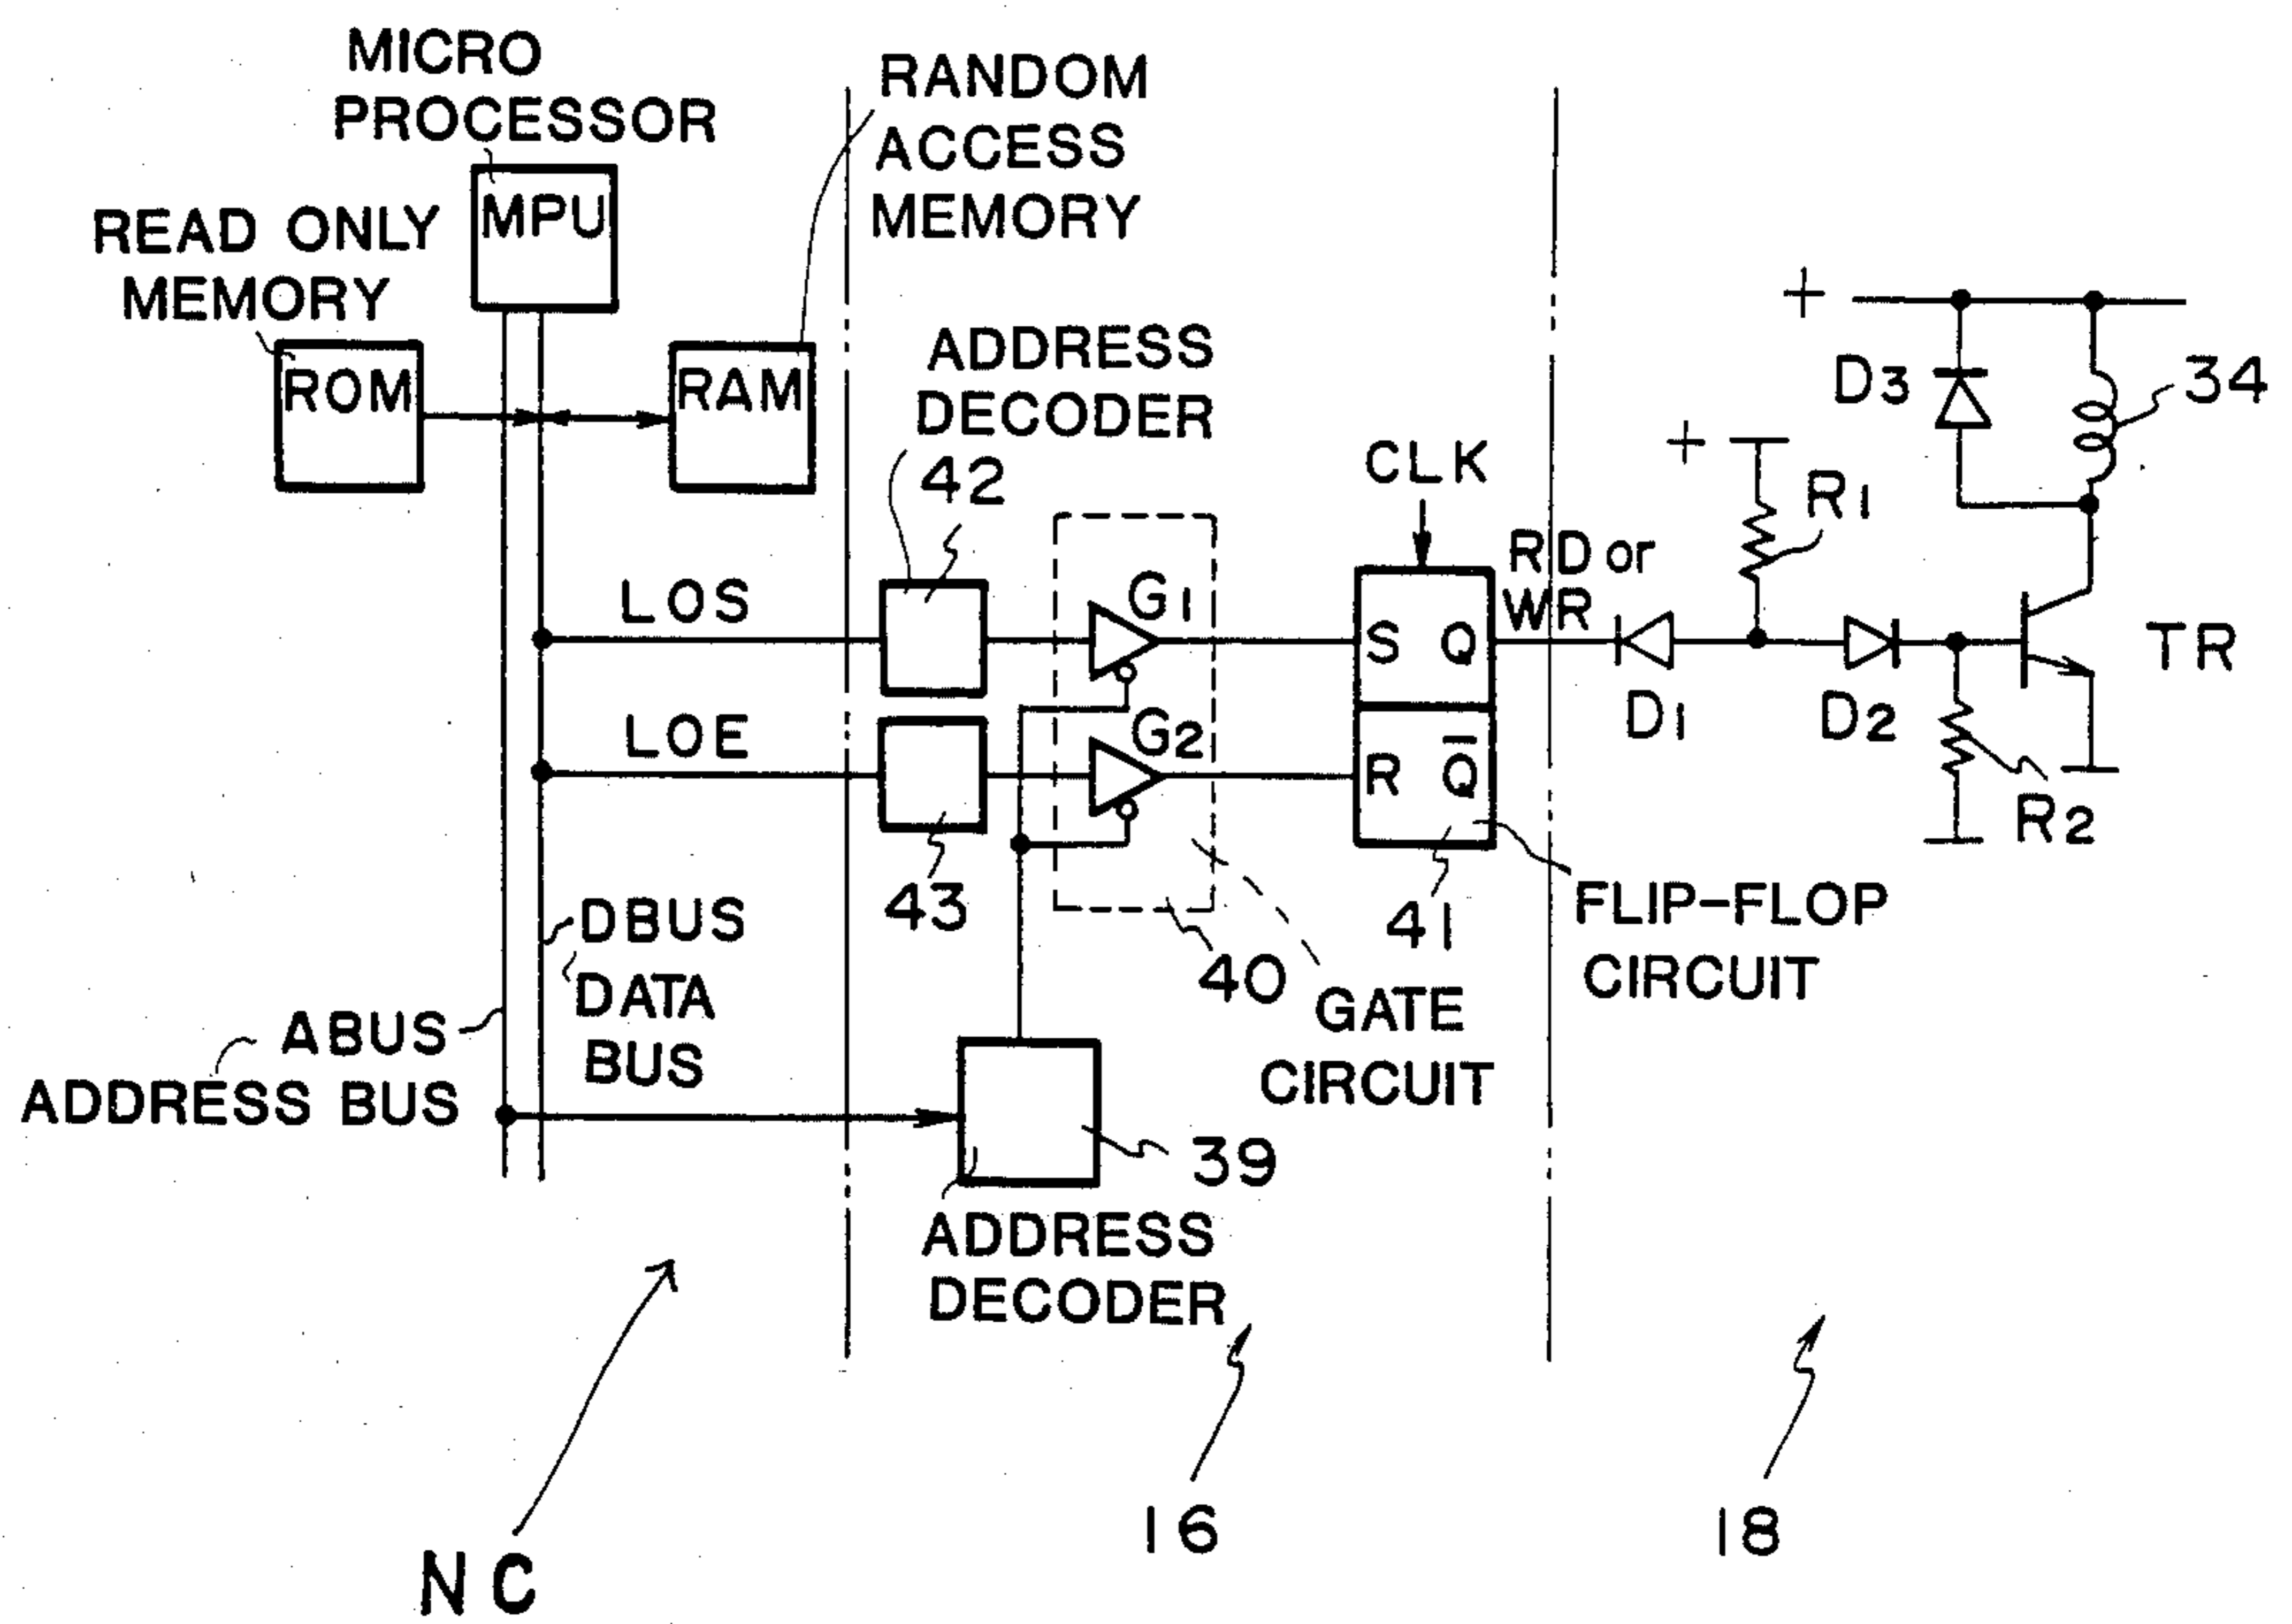 MICRO
PROCESSOR
MPU
RANDOM
ACCESS
MEMORY
READ ONLY
MEMORY
ROM
RAM
ADDRESS
DECODER
42
LOS
LOE
43
G1
G2
40
GATE
CIRCUIT
CLK
S Q
R Q̅
41
FLIP-FLOP
CIRCUIT
RD or
WR
+
D3
34
+
R1
D1
D2
R2
TR
DBUS
DATA
BUS
ABUS
ADDRESS BUS
39
ADDRESS
DECODER
NC
16
18